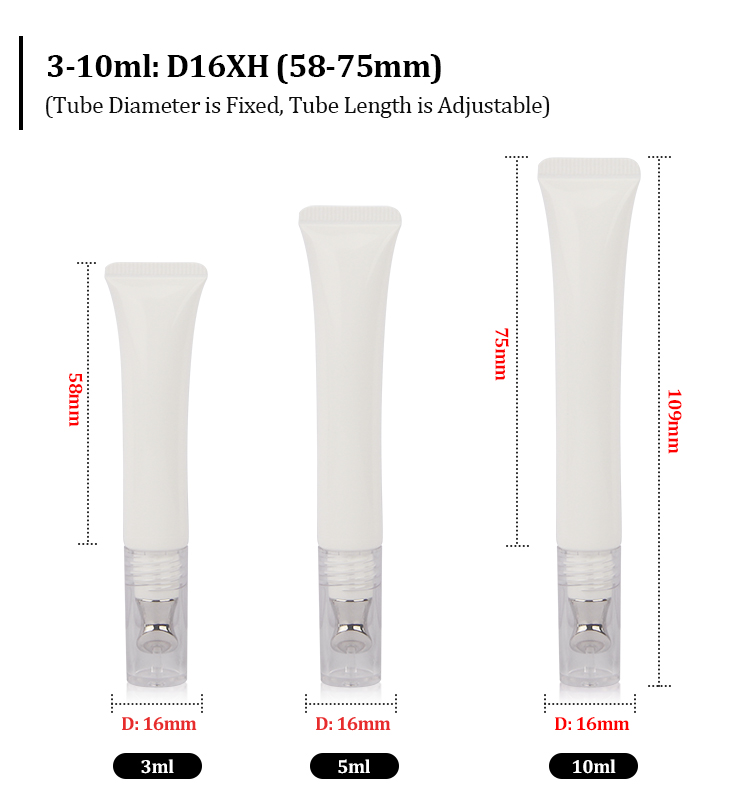 3-10ml: D16XH (58-75mm)
(Tube Diameter is Fixed, Tube Length is Adjustable)
58mm
75mm
109mm
D: 16mm
D: 16mm
D: 16mm
3ml
5ml
10ml